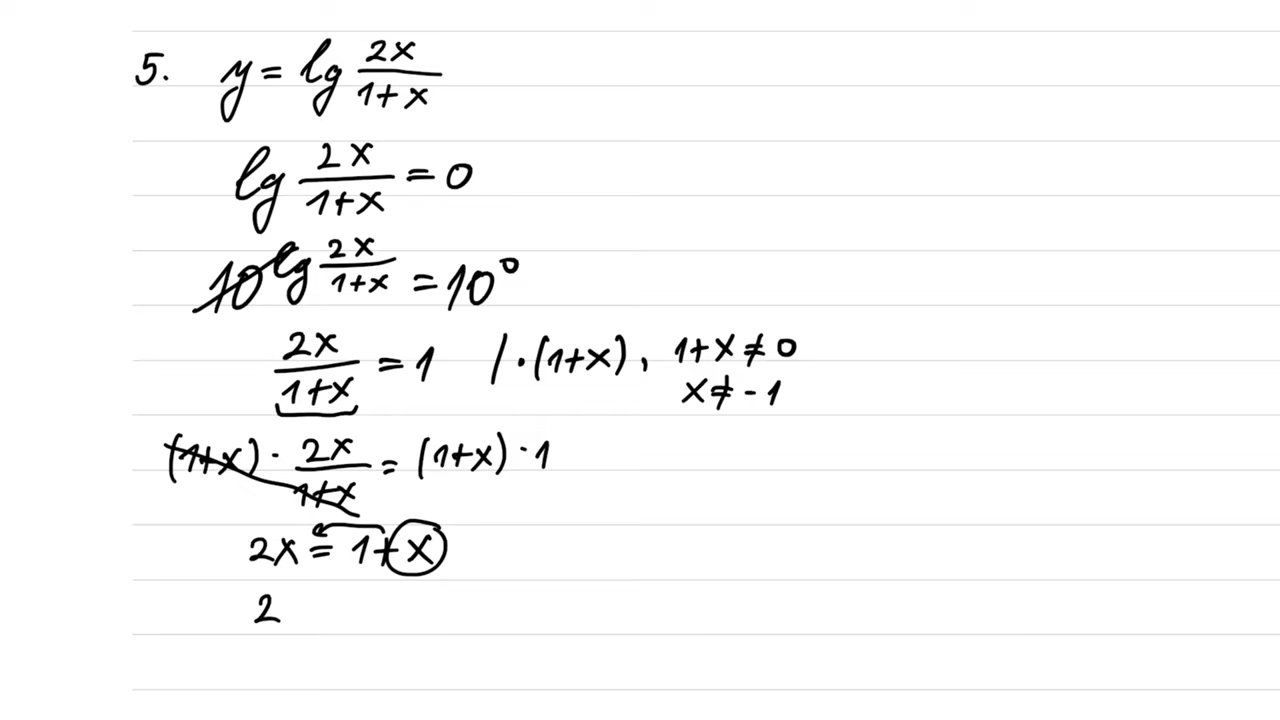 5. y = lg 2x/(1+x)
lg 2x/(1+x) = 0
10^(lg 2x/(1+x)) = 10^0
2x/(1+x) = 1 / · (1+x), 1+x ≠ 0
x ≠ -1
(1+x) · 2x/(1+x) = (1+x) · 1
2x = 1+x
2